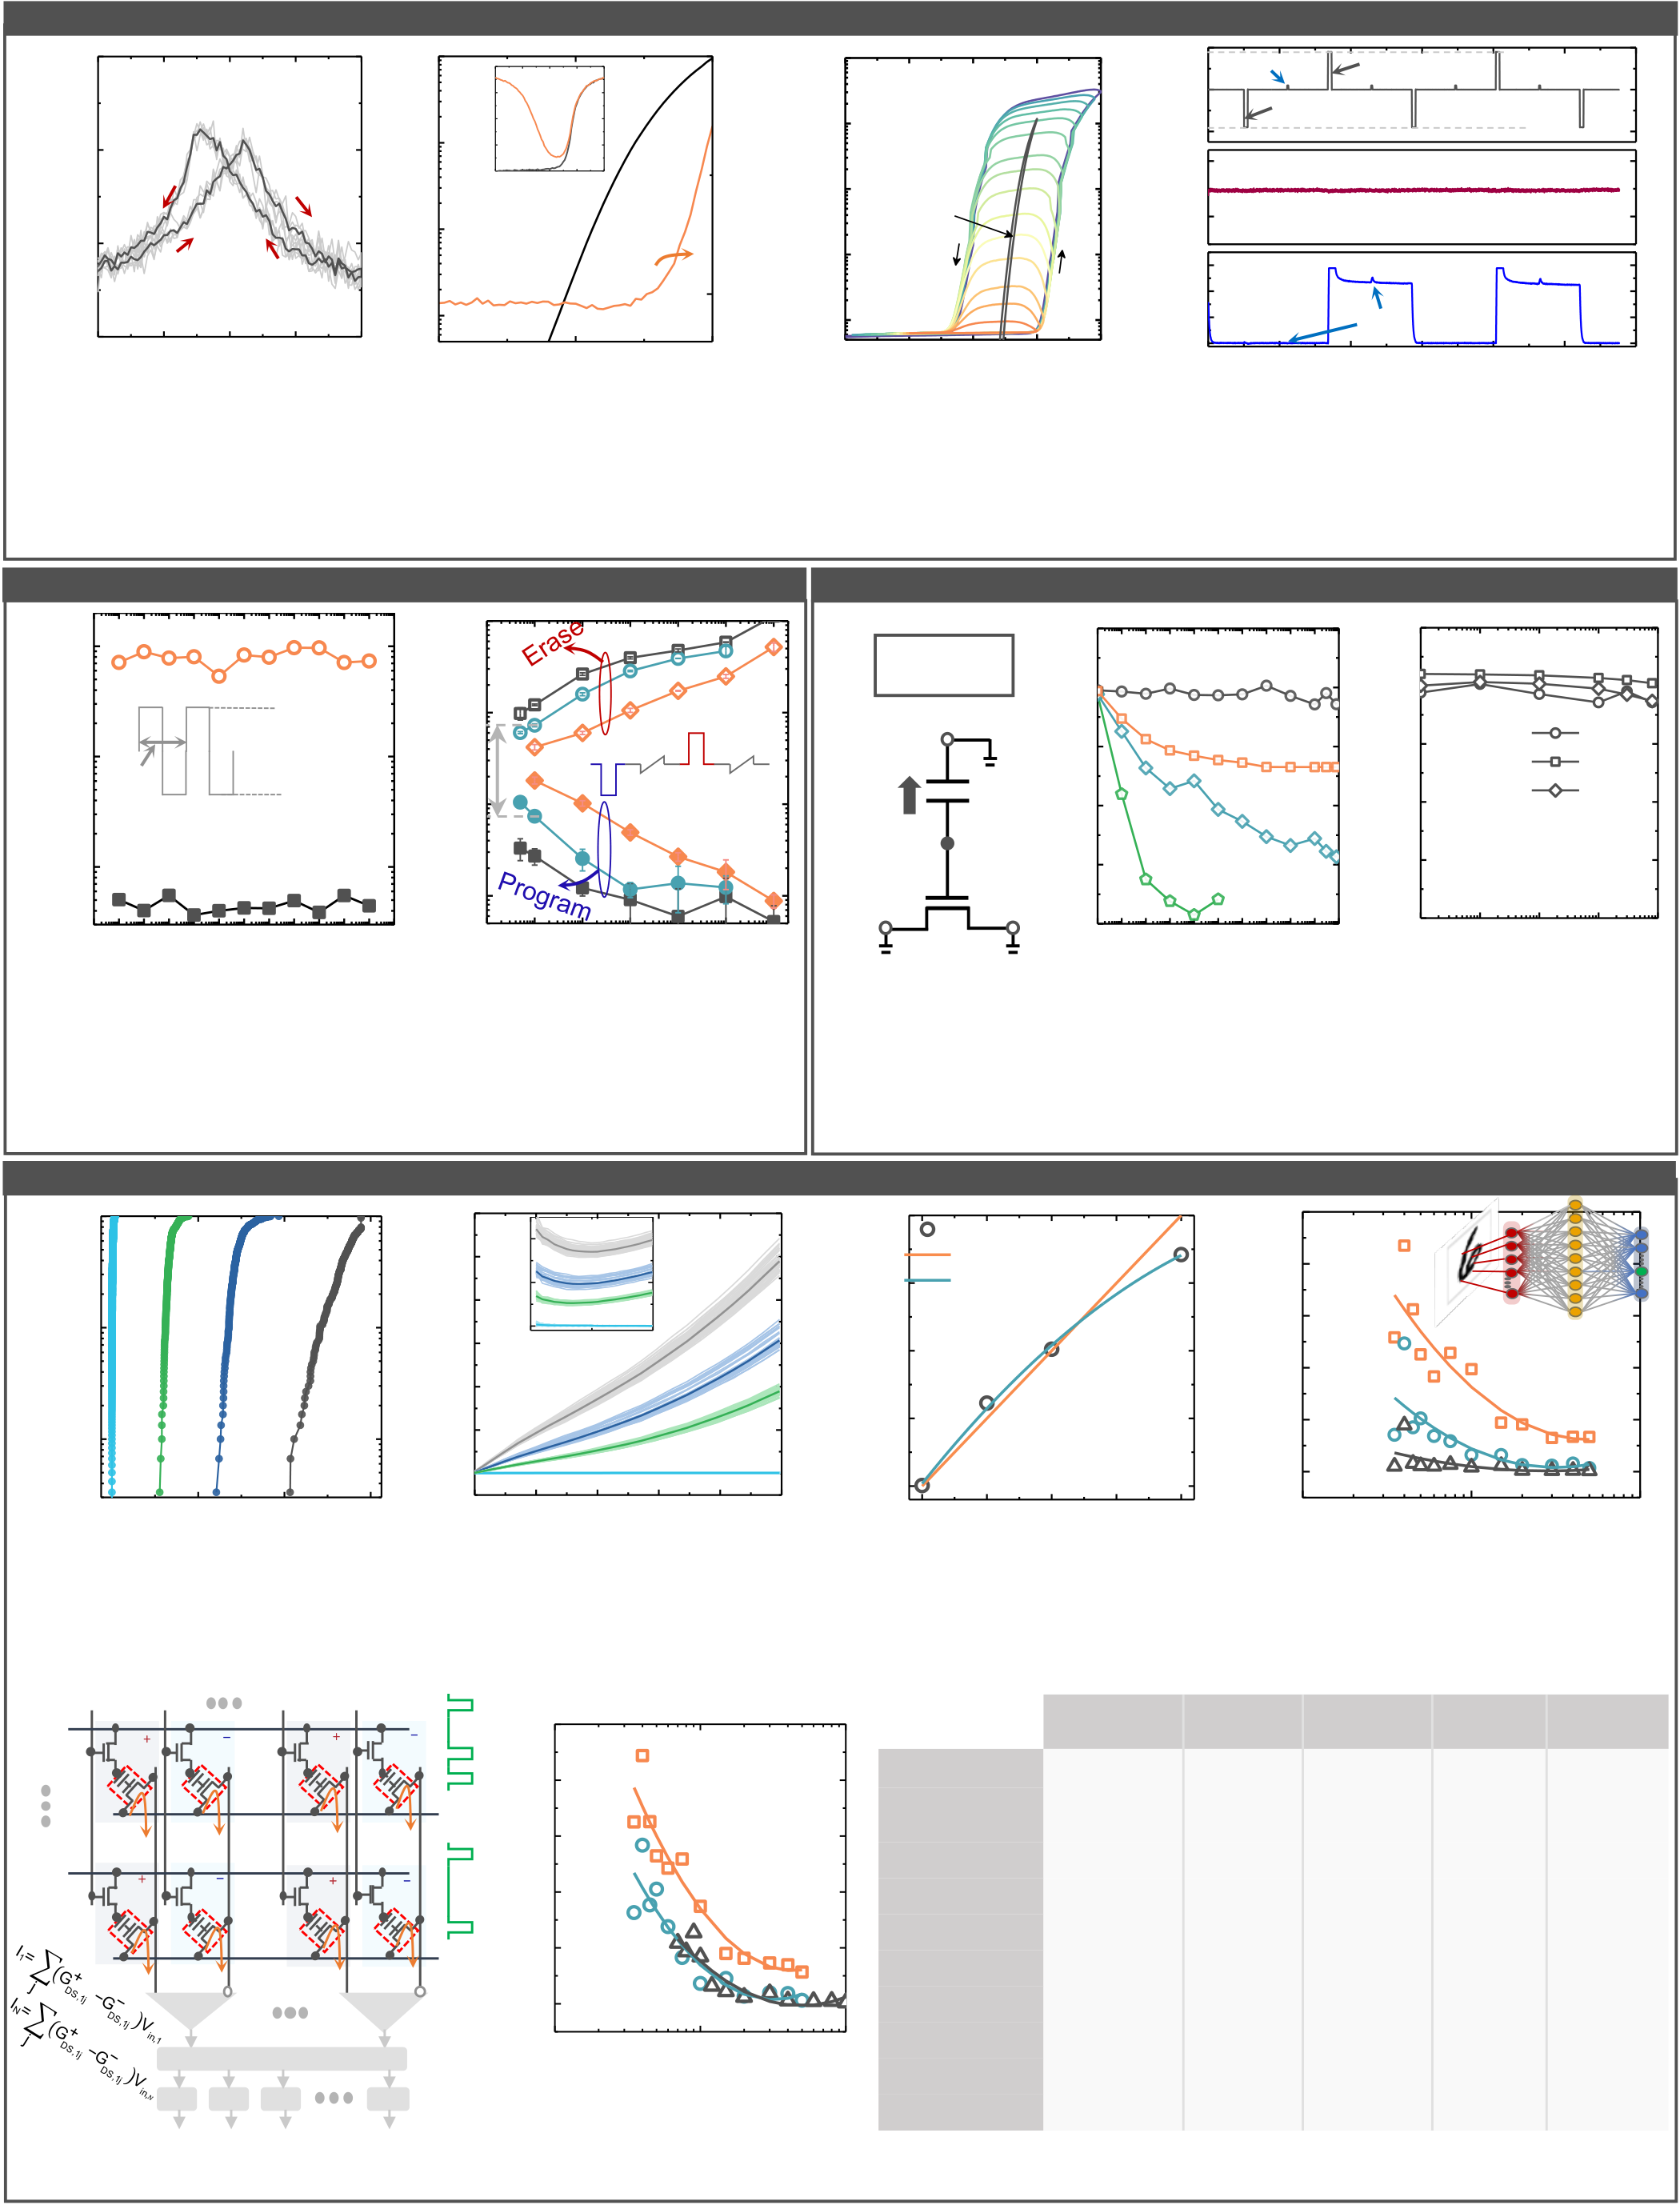 Erase
Program
+ − + −
+ − + −
I₁= ∑j (G⁺DS,1j −G⁻DS,1j )Vin,1
IN= ∑j (G⁺DS,1j −G⁻DS,1j )Vin,N